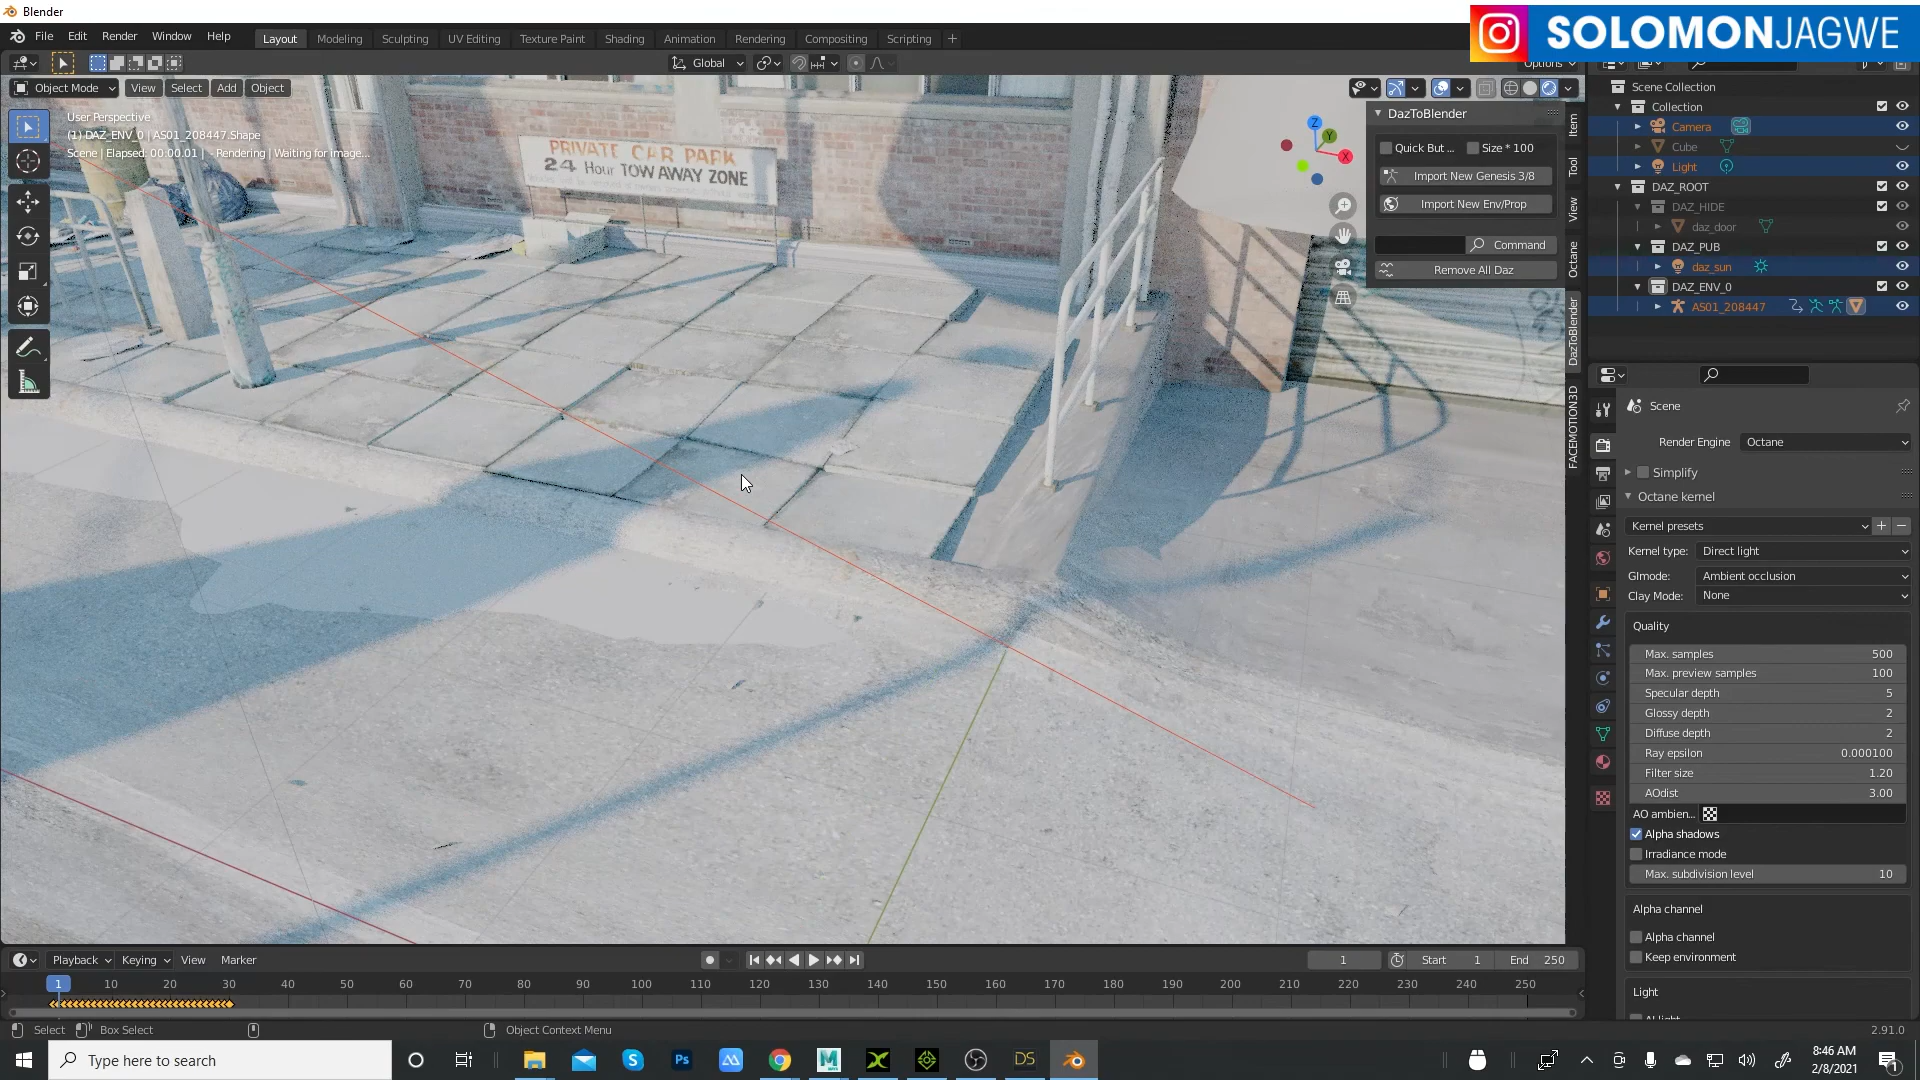 Blender
SOLOMONJAGWE
File Edit Render Window Help
Layout Modeling Sculpting UV Editing Texture Paint Shading Animation Rendering Compositing Scripting +
Global
Options
Object Mode View Select Add Object
User Perspective
(1) DAZ_ENV_0 | AS01_208447.Shape
Scene | Elapsed: 00:00.01 | - Rendering | Waiting for image...
PRIVATE CAR PARK
24 Hour TOW AWAY ZONE
Z
Y
X
DazToBlender
Quick But ... Size * 100
Import New Genesis 3/8
Import New Env/Prop
Command
Remove All Daz
Item
Tool
View
Octane
DazToBlender
FACEMOTION3D
Scene Collection
Collection
Camera
Cube
Light
DAZ_ROOT
DAZ_HIDE
daz_door
DAZ_PUB
daz_sun
DAZ_ENV_0
AS01_208447
Scene
Render Engine Octane
Simplify
Octane kernel
Kernel presets
Kernel type: Direct light
GImode: Ambient occlusion
Clay Mode: None
Quality
Max. samples 500
Max. preview samples 100
Specular depth 5
Glossy depth 2
Diffuse depth 2
Ray epsilon 0.000100
Filter size 1.20
AOdist 3.00
AO ambien...
Alpha shadows
Irradiance mode
Max. subdivision level 10
Alpha channel
Alpha channel
Keep environment
Light
AI light
Playback Keying View Marker
1 Start 1 End 250
1 10 20 30 40 50 60 70 80 90 100 110 120 130 140 150 160 170 180 190 200 210 220 230 240 250
Select Box Select Object Context Menu
2.91.0
Type here to search
Ps
M
DS
8:46 AM
2/8/2021
1